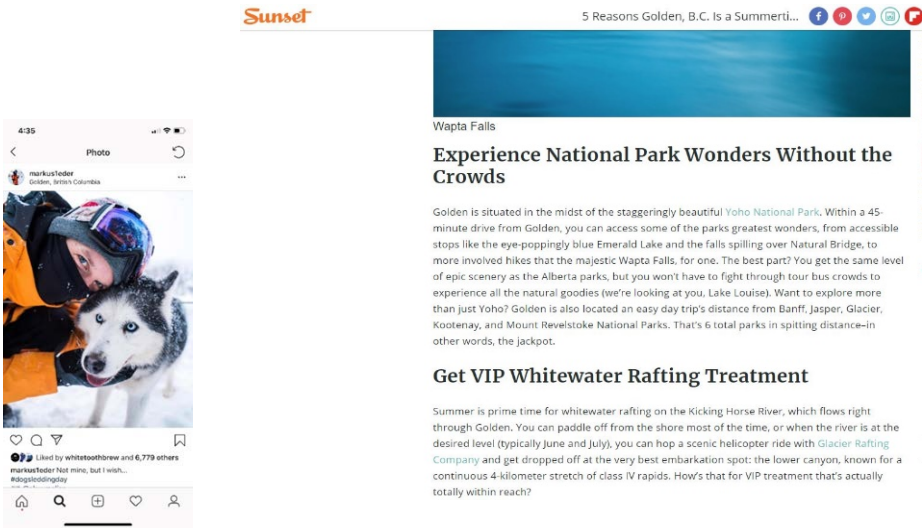 Sunset
5 Reasons Golden, B.C. Is a Summerti...
Wapta Falls
Experience National Park Wonders Without the
Crowds
Golden is situated in the midst of the staggeringly beautiful Yoho National Park. Within a 45-
minute drive from Golden, you can access some of the parks greatest wonders, from accessible
stops like the eye-poppingly blue Emerald Lake and the falls spilling over Natural Bridge, to
more involved hikes that the majestic Wapta Falls, for one. The best part? You get the same level
of epic scenery as the Alberta parks, but you won't have to fight through tour bus crowds to
experience all the natural goodies (we're looking at you, Lake Louise). Want to explore more
than just Yoho? Golden is also located an easy day trip's distance from Banff, Jasper, Glacier,
Kootenay, and Mount Revelstoke National Parks. That's 6 total parks in spitting distance–in
other words, the jackpot.
Get VIP Whitewater Rafting Treatment
Summer is prime time for whitewater rafting on the Kicking Horse River, which flows right
through Golden. You can paddle off from the shore most of the time, or when the river is at the
desired level (typically June and July), you can hop a scenic helicopter ride with Glacier Rafting
Company and get dropped off at the very best embarkation spot: the lower canyon, known for a
continuous 4-kilometer stretch of class IV rapids. How's that for VIP treatment that's actually
totally within reach?
4:35
Photo
markus1eder
Golden, British Columbia
Liked by whitetoothbrew and 6,779 others
markus1eder Not mine, but I wish...
#dogsleddingday